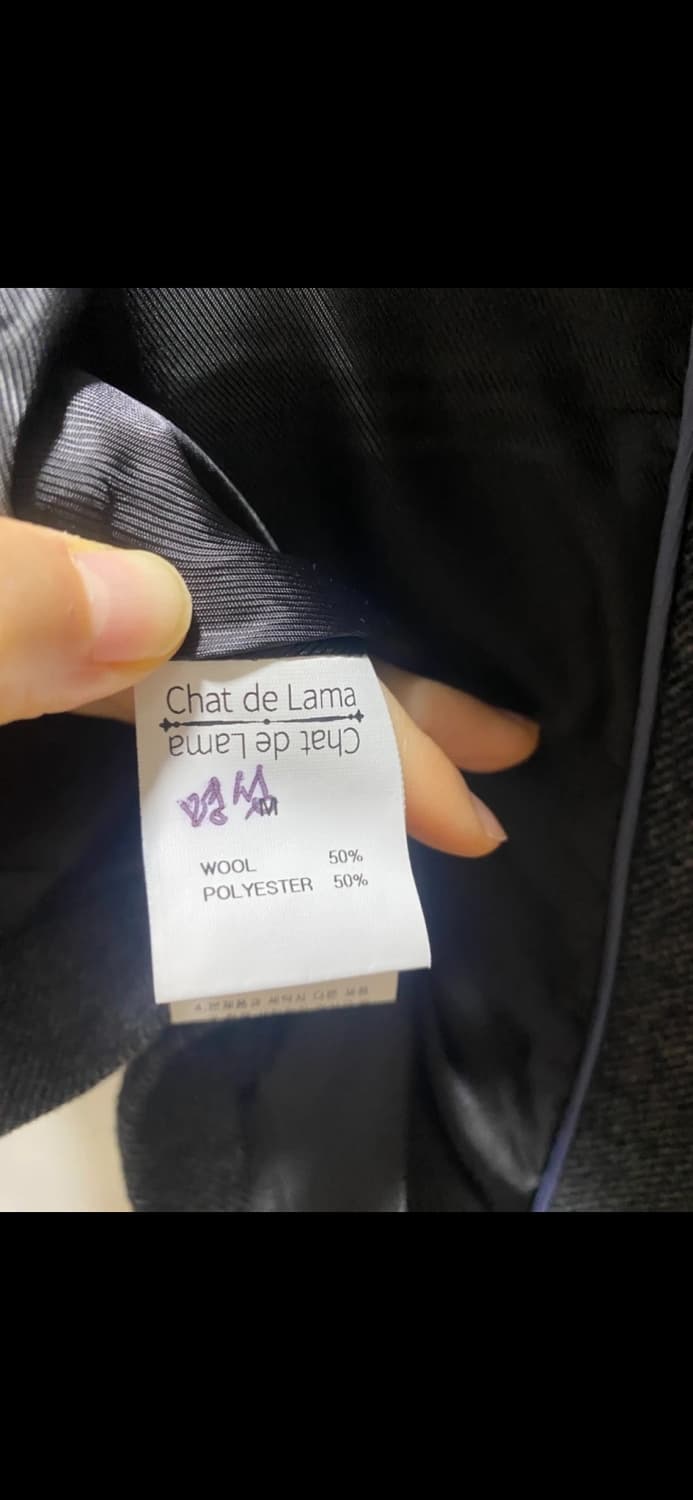 Chat de Lama
Chat de Lama
M
WOOL 50%
POLYESTER 50%